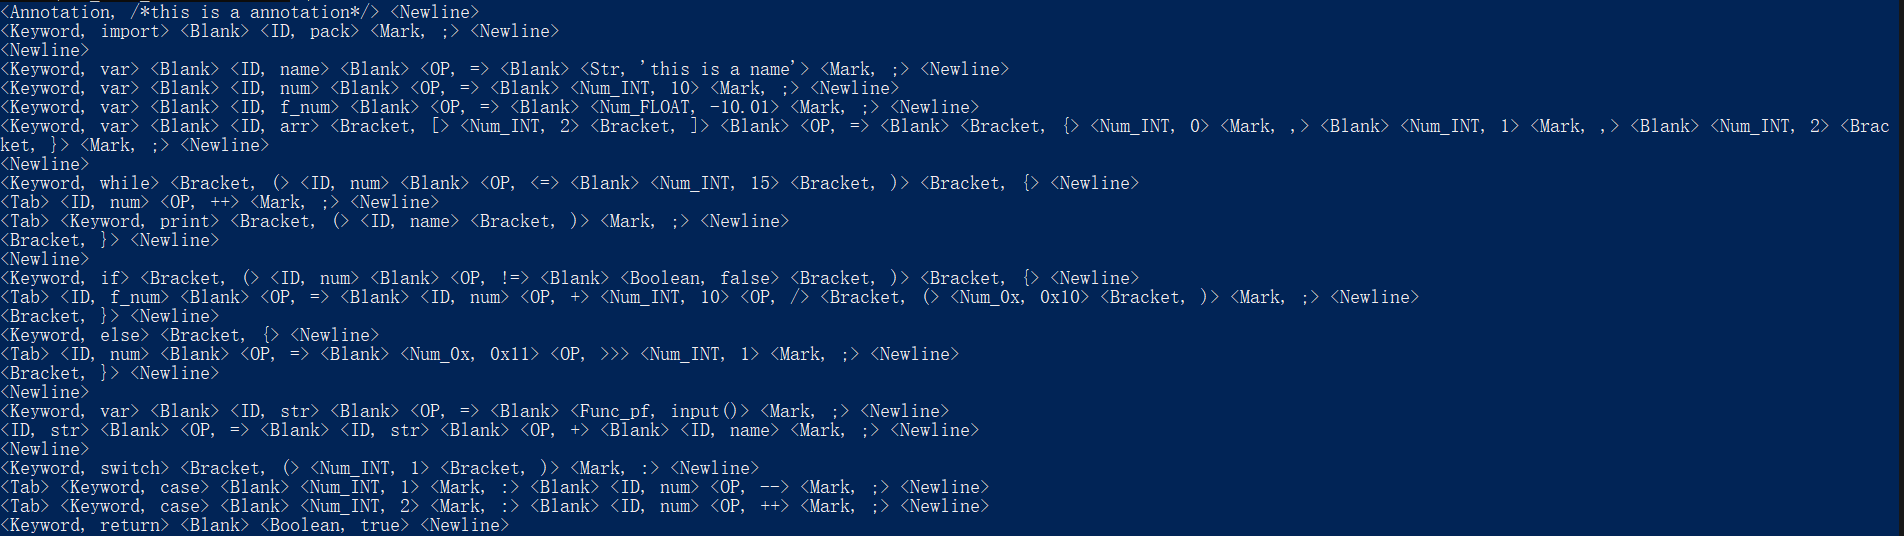 <Annotation, /*this is a annotation*/> <Newline>
<Keyword, import> <Blank> <ID, pack> <Mark, ;> <Newline>
<Newline>
<Keyword, var> <Blank> <ID, name> <Blank> <OP, => <Blank> <Str, 'this is a name'> <Mark, ;> <Newline>
<Keyword, var> <Blank> <ID, num> <Blank> <OP, => <Blank> <Num_INT, 10> <Mark, ;> <Newline>
<Keyword, var> <Blank> <ID, f_num> <Blank> <OP, => <Blank> <Num_FLOAT, -10.01> <Mark, ;> <Newline>
<Keyword, var> <Blank> <ID, arr> <Bracket, [> <Num_INT, 2> <Bracket, ]> <Blank> <OP, => <Blank> <Bracket, {> <Num_INT, 0> <Mark, ,> <Blank> <Num_INT, 1> <Mark, ,> <Blank> <Num_INT, 2> <Brac
ket, }> <Mark, ;> <Newline>
<Newline>
<Keyword, while> <Bracket, (> <ID, num> <Blank> <OP, <=> <Blank> <Num_INT, 15> <Bracket, )> <Bracket, {> <Newline>
<Tab> <ID, num> <OP, ++> <Mark, ;> <Newline>
<Tab> <Keyword, print> <Bracket, (> <ID, name> <Bracket, )> <Mark, ;> <Newline>
<Bracket, }> <Newline>
<Newline>
<Keyword, if> <Bracket, (> <ID, num> <Blank> <OP, !=> <Blank> <Boolean, false> <Bracket, )> <Bracket, {> <Newline>
<Tab> <ID, f_num> <Blank> <OP, => <Blank> <ID, num> <OP, +> <Num_INT, 10> <OP, /> <Bracket, (> <Num_0x, 0x10> <Bracket, )> <Mark, ;> <Newline>
<Bracket, }> <Newline>
<Keyword, else> <Bracket, {> <Newline>
<Tab> <ID, num> <Blank> <OP, => <Blank> <Num_0x, 0x11> <OP, >>> <Num_INT, 1> <Mark, ;> <Newline>
<Bracket, }> <Newline>
<Newline>
<Keyword, var> <Blank> <ID, str> <Blank> <OP, => <Blank> <Func_pf, input()> <Mark, ;> <Newline>
<ID, str> <Blank> <OP, => <Blank> <ID, str> <Blank> <OP, +> <Blank> <ID, name> <Mark, ;> <Newline>
<Newline>
<Keyword, switch> <Bracket, (> <Num_INT, 1> <Bracket, )> <Mark, :> <Newline>
<Tab> <Keyword, case> <Blank> <Num_INT, 1> <Mark, :> <Blank> <ID, num> <OP, --> <Mark, ;> <Newline>
<Tab> <Keyword, case> <Blank> <Num_INT, 2> <Mark, :> <Blank> <ID, num> <OP, ++> <Mark, ;> <Newline>
<Keyword, return> <Blank> <Boolean, true> <Newline>